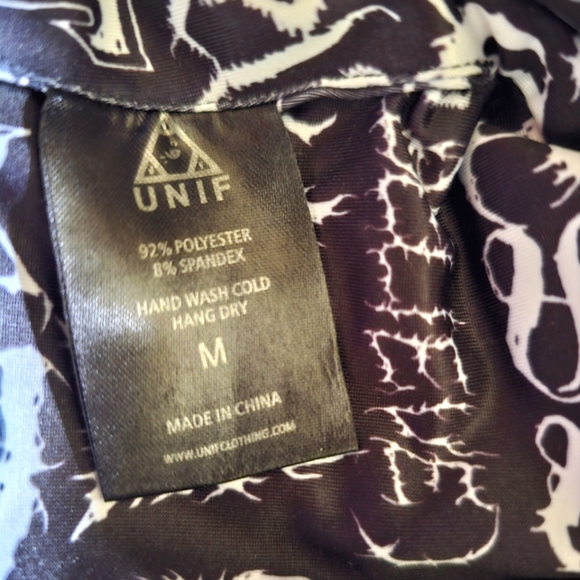 UNIF
92% POLYESTER
8% SPANDEX
HAND WASH COLD
HANG DRY
M
MADE IN CHINA
WWW.UNIFCLOTHING.COM